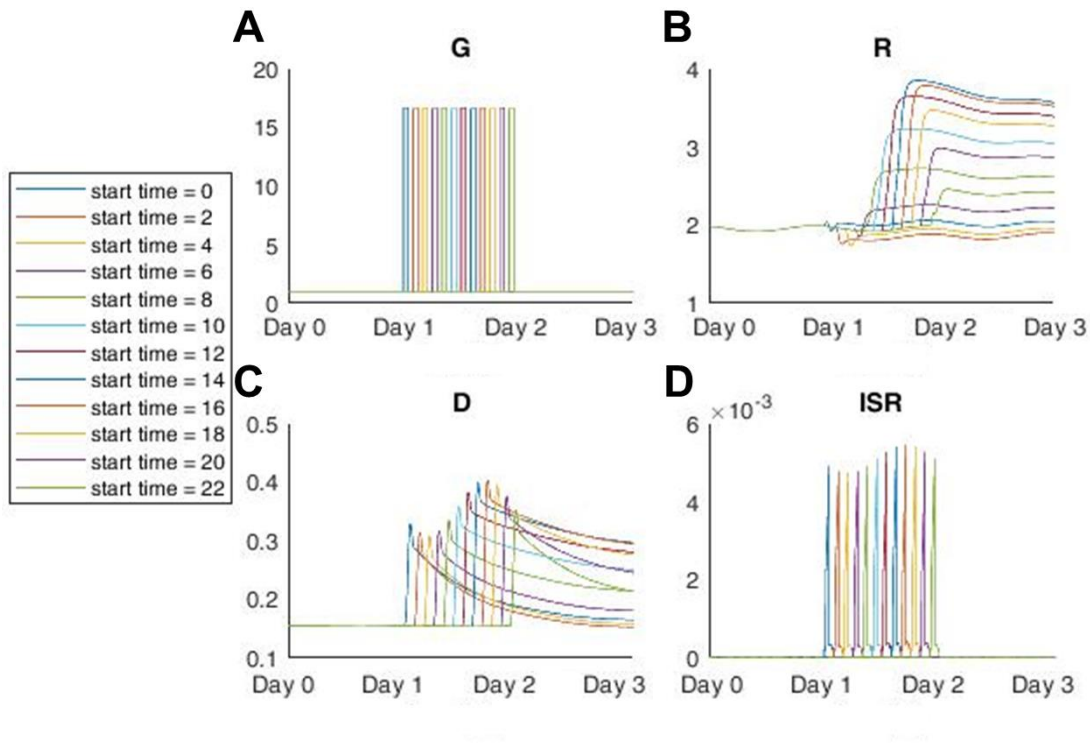 A
G
20
15
10
5
0
Day 0 Day 1 Day 2 Day 3
B
R
4
3
2
1
Day 0 Day 1 Day 2 Day 3
start time = 0
start time = 2
start time = 4
start time = 6
start time = 8
start time = 10
start time = 12
start time = 14
start time = 16
start time = 18
start time = 20
start time = 22
C
D
0.5
0.4
0.3
0.2
0.1
Day 0 Day 1 Day 2 Day 3
D
×10-3
ISR
6
4
2
0
Day 0 Day 1 Day 2 Day 3